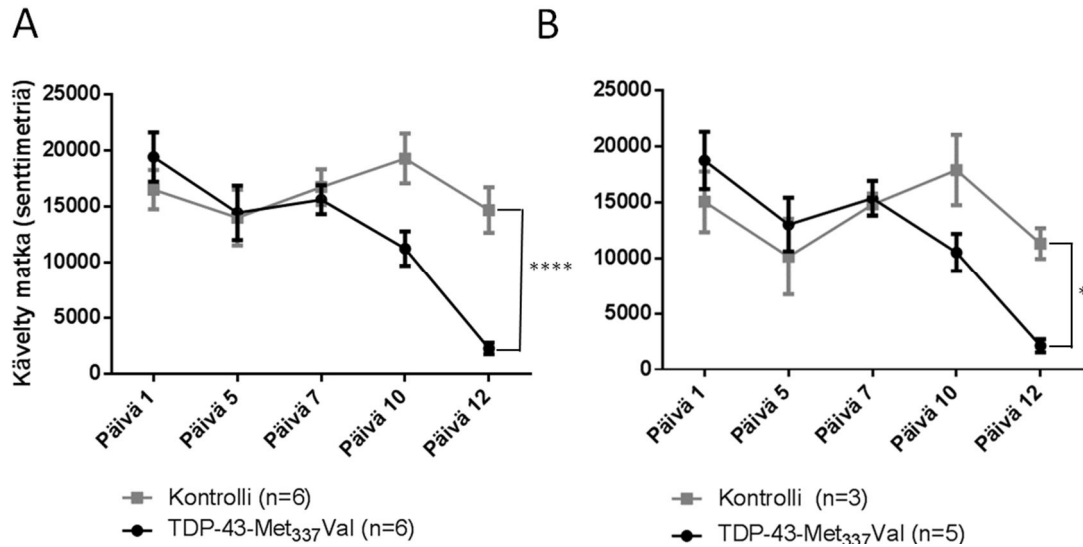 A
Kävelty matka (senttimetriä)
25000
20000
15000
10000
5000
0
Päivä 1
Päivä 5
Päivä 7
Päivä 10
Päivä 12
****
Kontrolli (n=6)
TDP-43-Met₃₃₇Val (n=6)
B
25000
20000
15000
10000
5000
0
Päivä 1
Päivä 5
Päivä 7
Päivä 10
Päivä 12
*
Kontrolli (n=3)
TDP-43-Met₃₃₇Val (n=5)